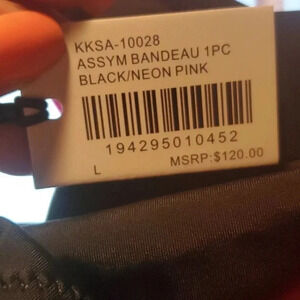 KKSA-10028
ASSYM BANDEAU 1PC
BLACK/NEON PINK
194295010452
L MSRP:$120.00